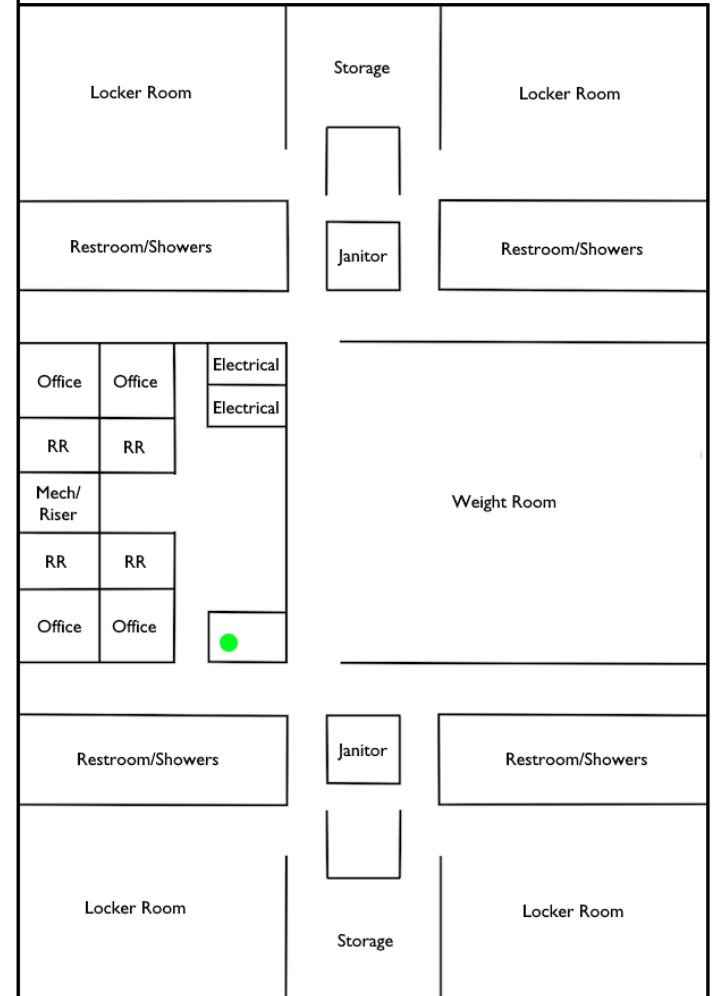 Storage
Locker Room
Locker Room
Restroom/Showers
Janitor
Restroom/Showers
Electrical
Office
Office
Electrical
RR
RR
Mech/
Riser
Weight Room
RR
RR
Office
Office
Restroom/Showers
Janitor
Restroom/Showers
Locker Room
Locker Room
Storage